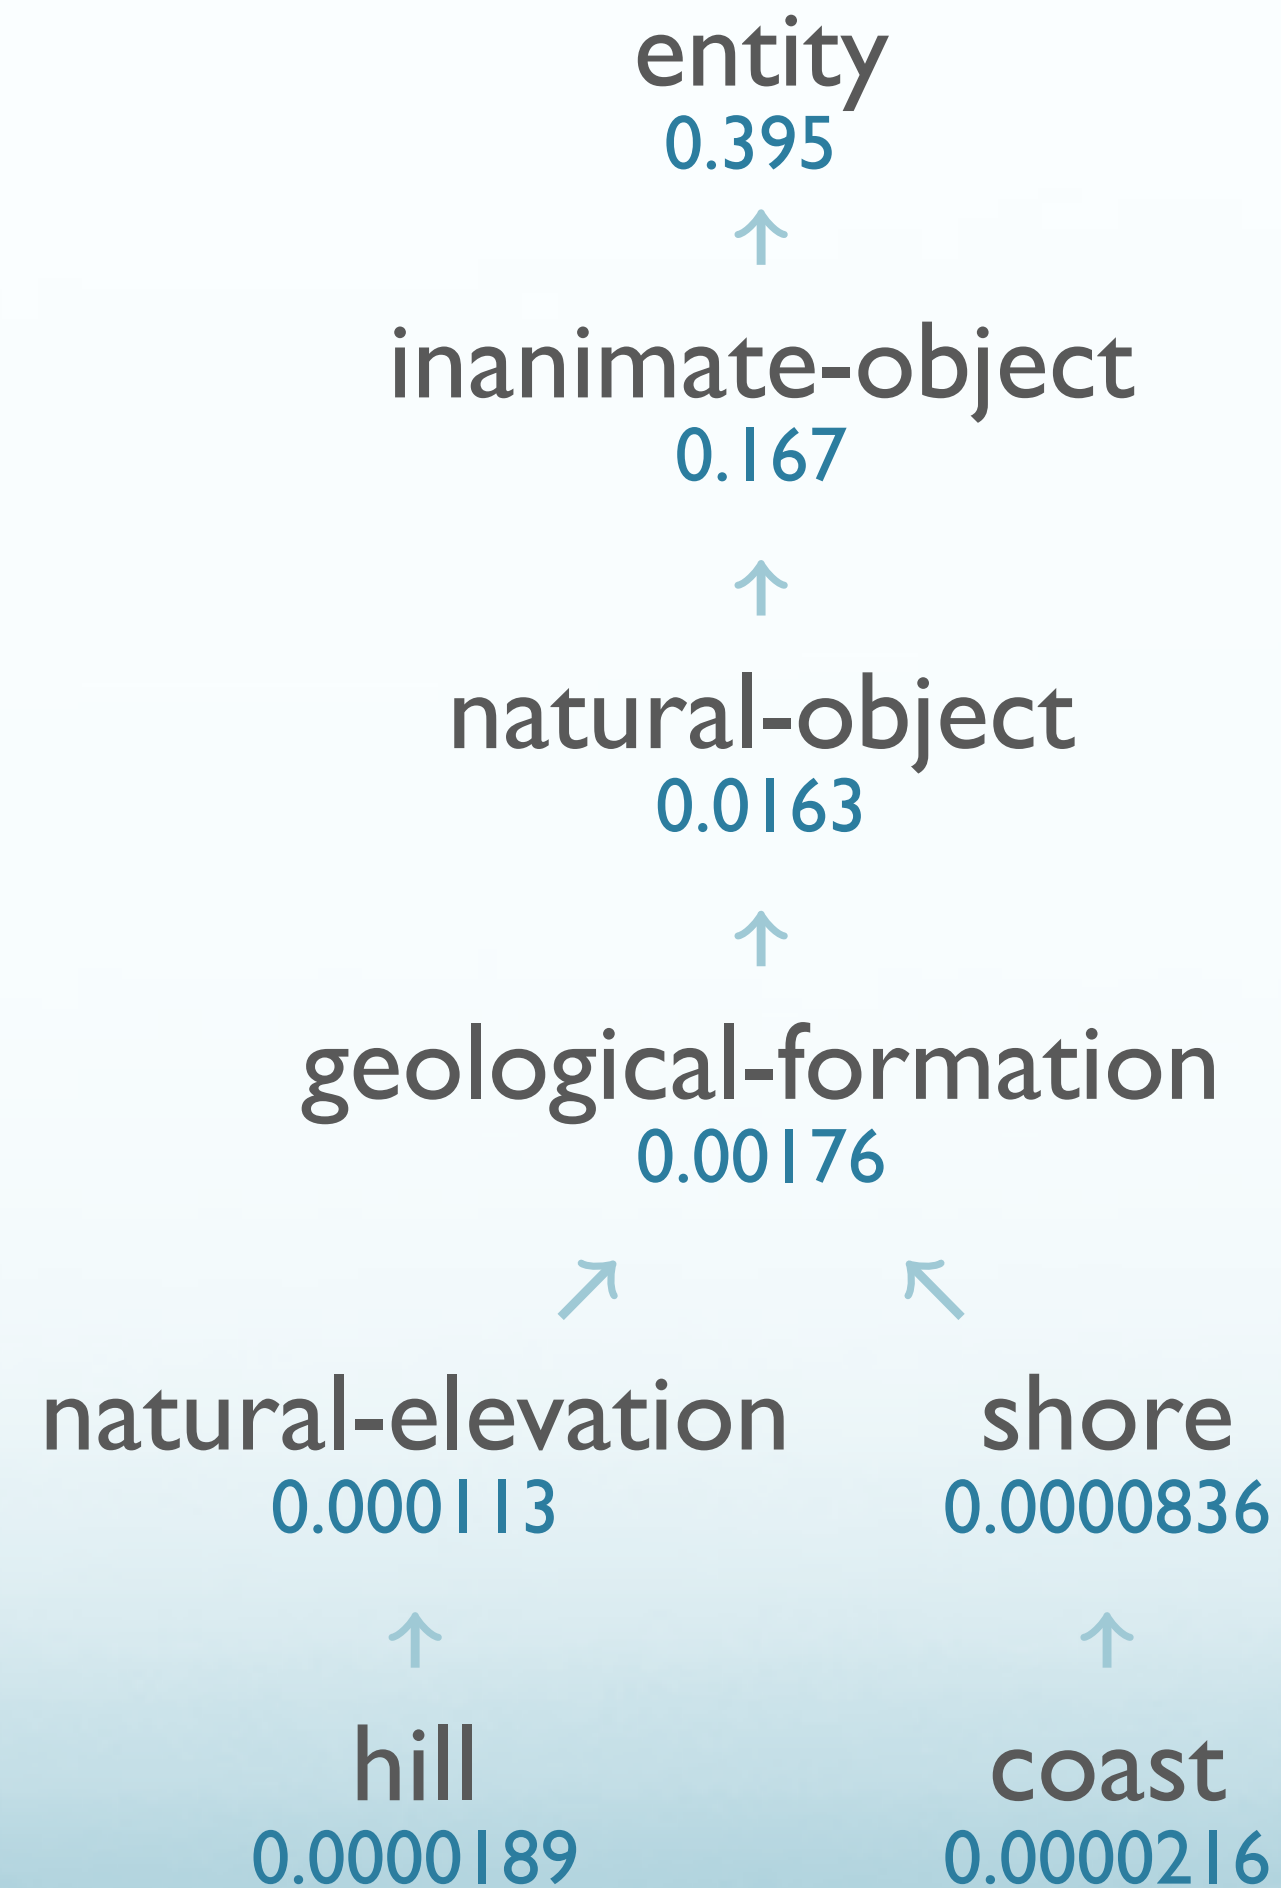 entity
0.395
↑
inanimate-object
0.167
↑
natural-object
0.0163
↑
geological-formation
0.00176
↗ ↖
natural-elevation shore
0.000113 0.0000836
↑ ↑
hill coast
0.0000189 0.0000216